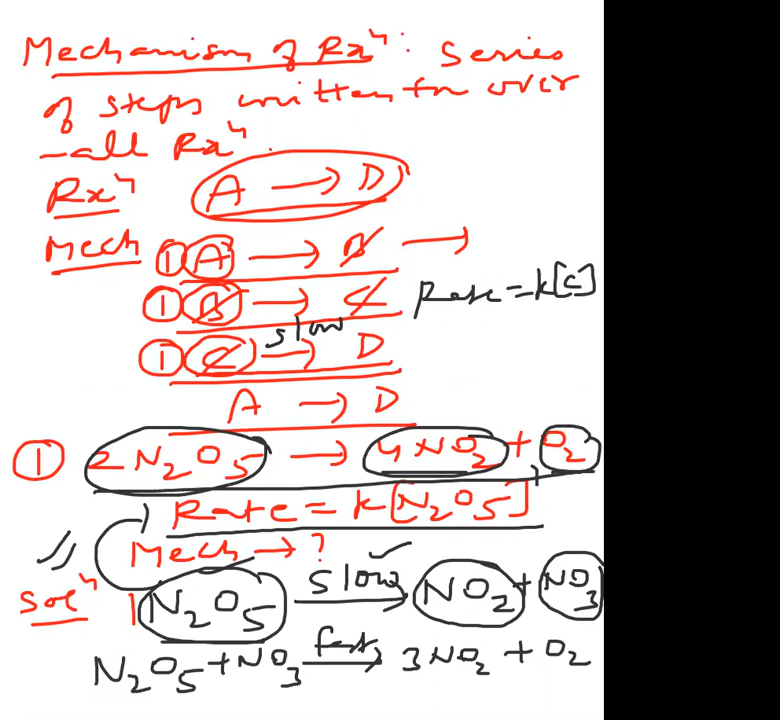 Mechanism of Rxⁿ: Series
of steps written for over
-all Rxⁿ.
Rxⁿ A → D
Mech ① A → B →
① B → C Rate = k[C]
① C slow → D
A → D
① 2N₂O₅ → 4NO₂ + O₂
Rate = k[N₂O₅]
Mech → ?
Solⁿ N₂O₅ slow → NO₂ + NO₃
N₂O₅ + NO₃ fast → 3NO₂ + O₂